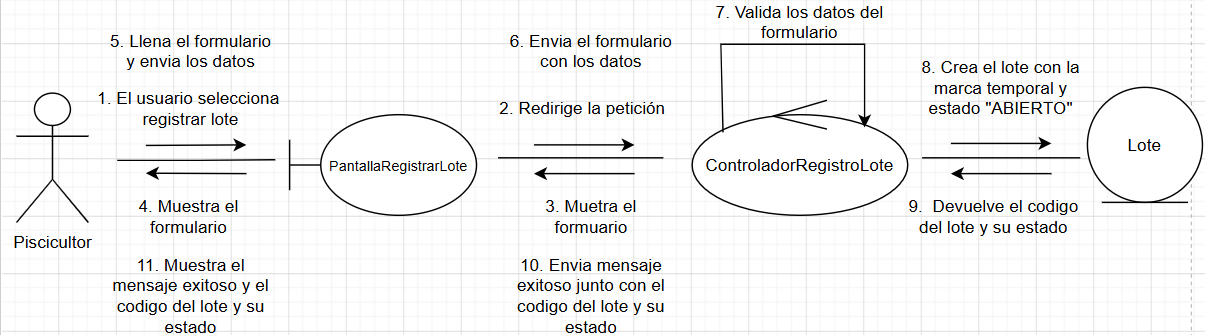 7. Valida los datos del
formulario
5. Llena el formulario
y envia los datos
6. Envia el formulario
con los datos
8. Crea el lote con la
marca temporal y
estado "ABIERTO"
1. El usuario selecciona
registrar lote
2. Redirige la petición
PantallaRegistrarLote
ControladorRegistroLote
Lote
4. Muestra el
formulario
3. Muetra el
formuario
9.  Devuelve el codigo
del lote y su estado
Piscicultor
11. Muestra el
mensaje exitoso y el
codigo del lote y su
estado
10. Envia mensaje
exitoso junto con el
codigo del lote y su
estado